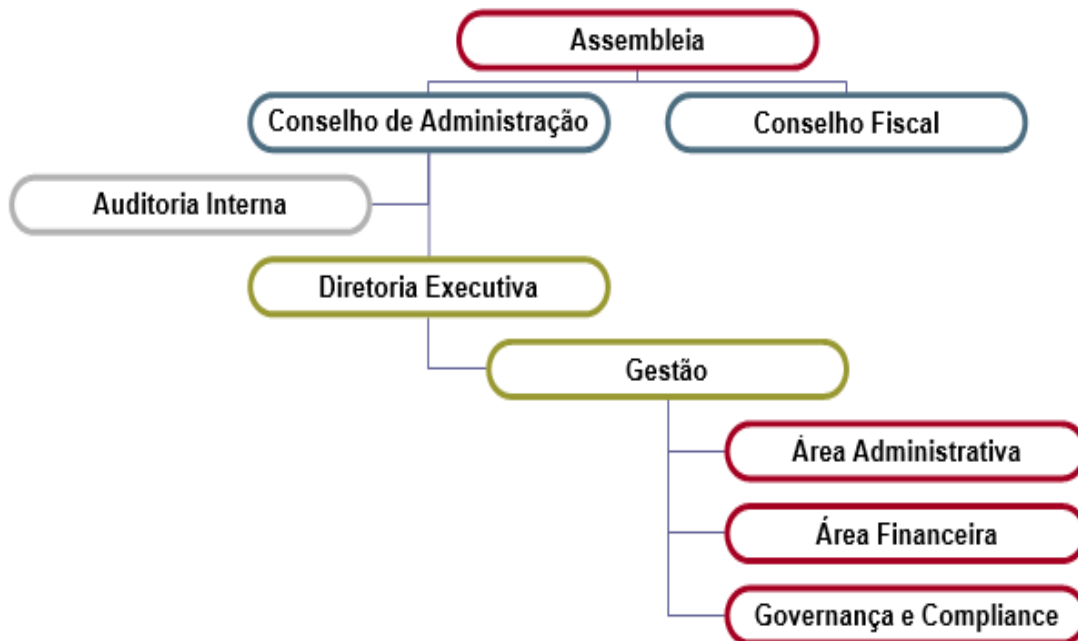 Assembleia
Conselho de Administração
Conselho Fiscal
Auditoria Interna
Diretoria Executiva
Gestão
Área Administrativa
Área Financeira
Governança e Compliance